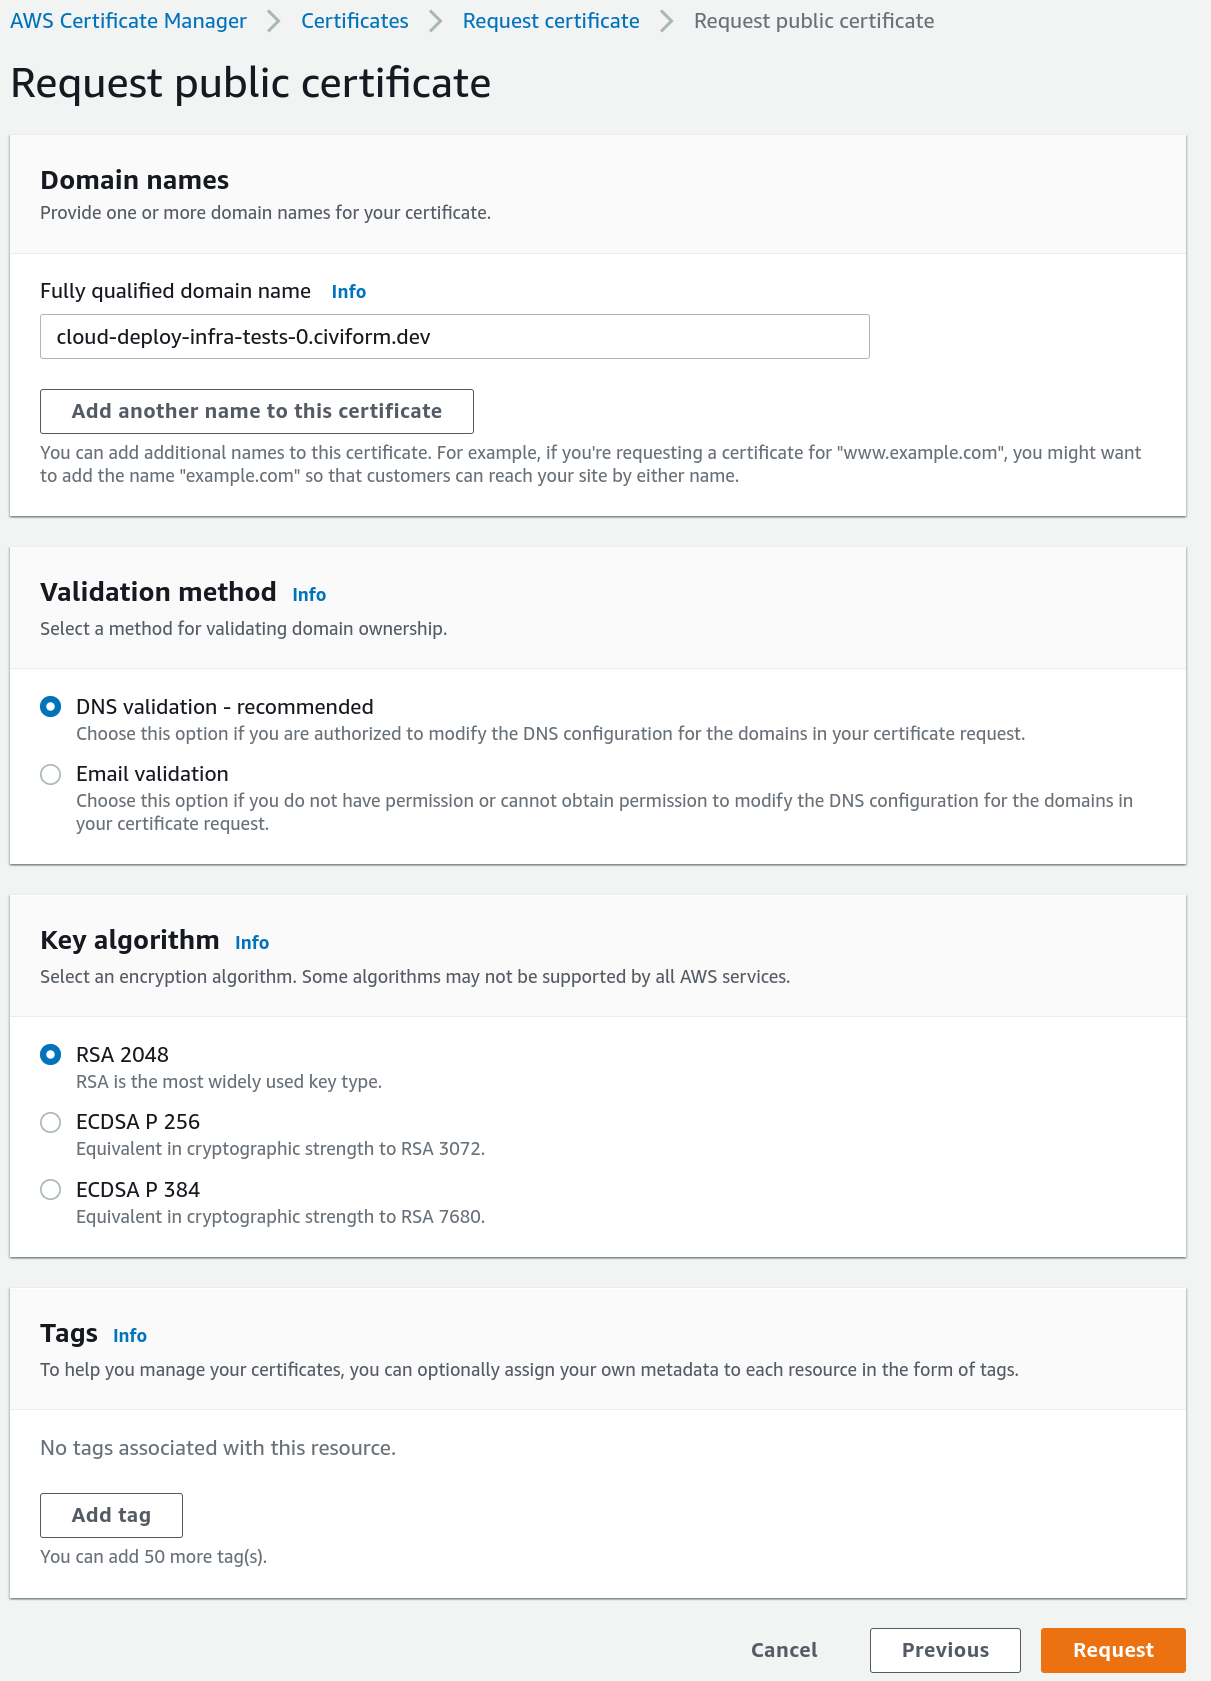 AWS Certificate Manager > Certificates > Request certificate > Request public certificate
Request public certificate
Domain names
Provide one or more domain names for your certificate.
Fully qualified domain name Info
cloud-deploy-infra-tests-0.civiform.dev
Add another name to this certificate
You can add additional names to this certificate. For example, if you're requesting a certificate for "www.example.com", you might want
to add the name "example.com" so that customers can reach your site by either name.
Validation method Info
Select a method for validating domain ownership.
DNS validation - recommended
Choose this option if you are authorized to modify the DNS configuration for the domains in your certificate request.
Email validation
Choose this option if you do not have permission or cannot obtain permission to modify the DNS configuration for the domains in
your certificate request.
Key algorithm Info
Select an encryption algorithm. Some algorithms may not be supported by all AWS services.
RSA 2048
RSA is the most widely used key type.
ECDSA P 256
Equivalent in cryptographic strength to RSA 3072.
ECDSA P 384
Equivalent in cryptographic strength to RSA 7680.
Tags Info
To help you manage your certificates, you can optionally assign your own metadata to each resource in the form of tags.
No tags associated with this resource.
Add tag
You can add 50 more tag(s).
Cancel Previous Request